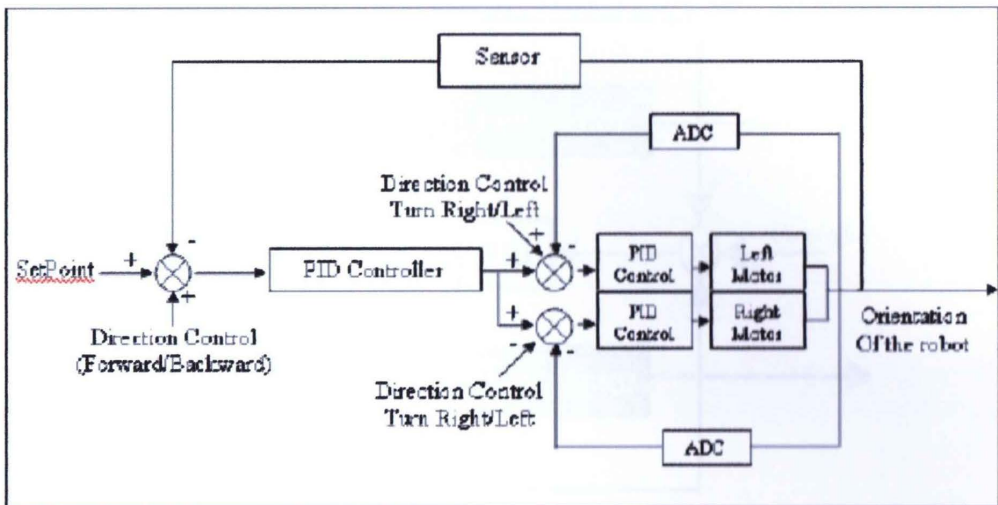 Sensor
ADC
Direction Control
Turn Right/Left
+
-
-
+
SetPoint
+
PID Controller
+
PID
Control
Left
Motor
+
Direction Control
(Forward/Backward)
+
-
-
PID
Control
Right
Motor
Orientation
Of the robot
Direction Control
Turn Right/Left
ADC